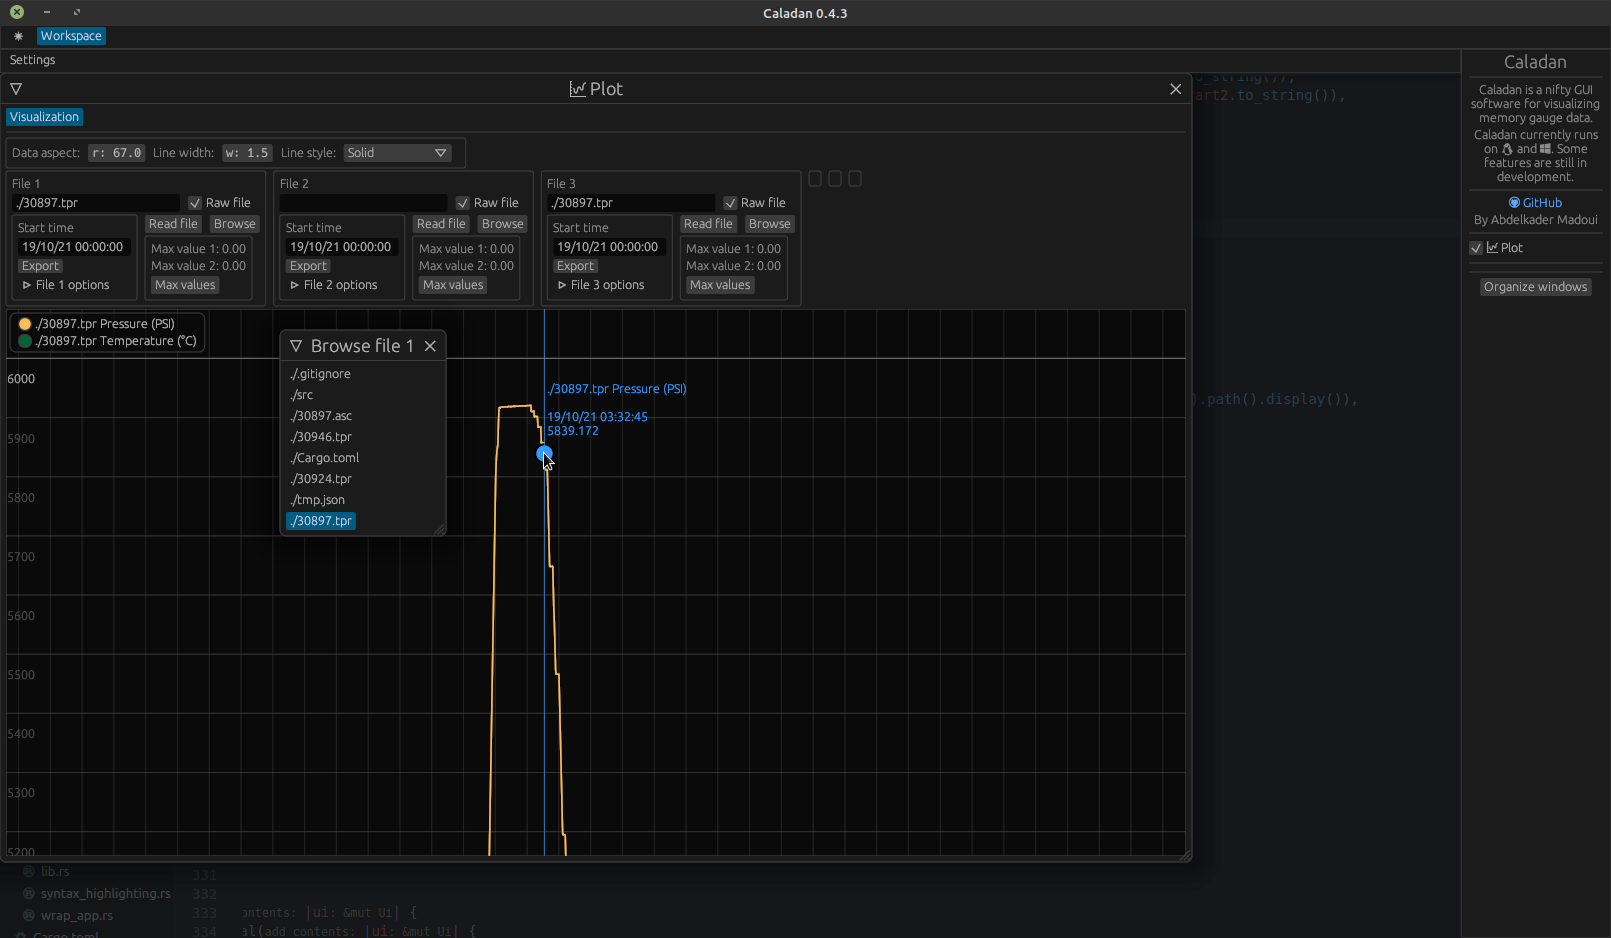 Caladan 0.4.3
Workspace
Settings
Plot
Visualization
Data aspect: r: 67.0 Line width: w: 1.5 Line style: Solid
File 1
./30897.tpr Raw file
Start time Read file Browse
19/10/21 00:00:00
Max value 1: 0.00
Export Max value 2: 0.00
File 1 options Max values
File 2
Raw file
Start time Read file Browse
19/10/21 00:00:00
Max value 1: 0.00
Export Max value 2: 0.00
File 2 options Max values
File 3
./30897.tpr Raw file
Start time Read file Browse
19/10/21 00:00:00
Max value 1: 0.00
Export Max value 2: 0.00
File 3 options Max values
./30897.tpr Pressure (PSI)
./30897.tpr Temperature (°C)
Browse file 1
./.gitignore
./src
./30897.asc
./30946.tpr
./Cargo.toml
./30924.tpr
./tmp.json
./30897.tpr
./30897.tpr Pressure (PSI)
19/10/21 03:32:45
5839.172
6000
5900
5800
5700
5600
5500
5400
5300
5200
Caladan
Caladan is a nifty GUI
software for visualizing
memory gauge data.
Caladan currently runs
on and . Some
features are still in
development.
GitHub
By Abdelkader Madoui
Plot
Organize windows
o_string()),
art2.to_string()),
).path().display()),
lib.rs
syntax_highlighting.rs
wrap_app.rs
Cargo.toml
331
332
333 ontents: |ui: &mut Ui| {
334 al(add_contents: |ui: &mut Ui| {